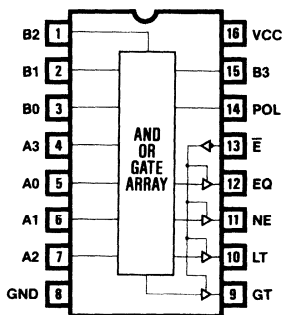 B2 1 16 VCC
B1 2 15 B3
B0 3 14 POL
A3 4 AND 13 E̅
OR
A0 5 GATE 12 EQ
ARRAY
A1 6 11 NE
A2 7 10 LT
GND 8 9 GT